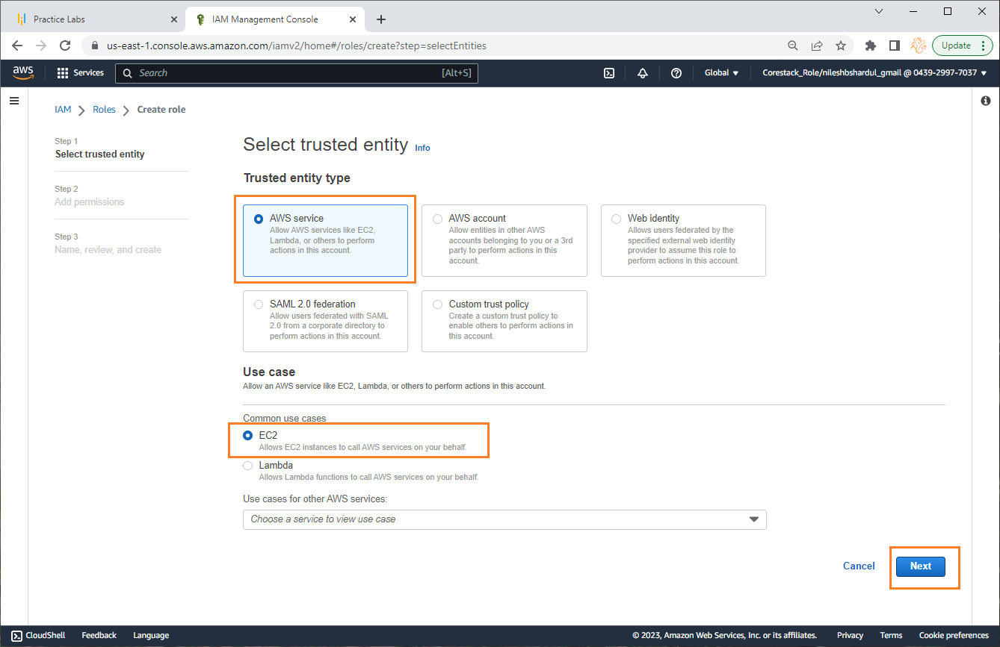 Practice Labs
IAM Management Console
us-east-1.console.aws.amazon.com/iamv2/home#/roles/create?step=selectEntities
Update
aws
Services
Search
[Alt+S]
Global
Corestack_Role/nileshbshardul_gmail @ 0439-2997-7037
IAM
Roles
Create role
Step 1
Select trusted entity
Step 2
Add permissions
Step 3
Name, review, and create
Select trusted entity Info
Trusted entity type
AWS service
Allow AWS services like EC2,
Lambda, or others to perform
actions in this account.
AWS account
Allow entities in other AWS
accounts belonging to you or a 3rd
party to perform actions in this
account.
Web identity
Allows users federated by the
specified external web identity
provider to assume this role to
perform actions in this account.
SAML 2.0 federation
Allow users federated with SAML
2.0 from a corporate directory to
perform actions in this account.
Custom trust policy
Create a custom trust policy to
enable others to perform actions in
this account.
Use case
Allow an AWS service like EC2, Lambda, or others to perform actions in this account.
Common use cases
EC2
Allows EC2 instances to call AWS services on your behalf.
Lambda
Allows Lambda functions to call AWS services on your behalf.
Use cases for other AWS services:
Choose a service to view use case
Cancel
Next
CloudShell
Feedback
Language
© 2023, Amazon Web Services, Inc. or its affiliates.
Privacy
Terms
Cookie preferences